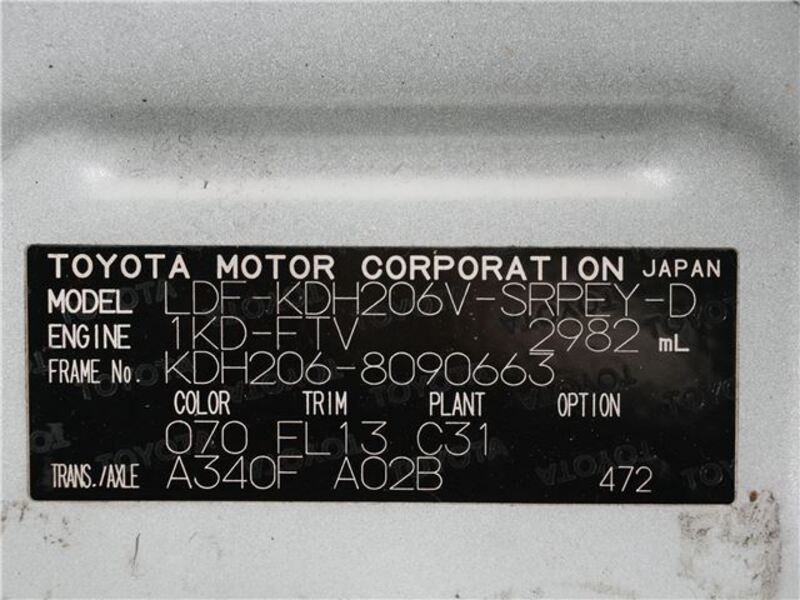 TOYOTA MOTOR CORPORATION JAPAN
MODEL LDF-KDH206V-SRPEY-D
ENGINE 1KD-FTV 2982 mL
FRAME No. KDH206-8090663
COLOR TRIM PLANT OPTION
070 FL13 C31
TRANS./AXLE A340F A02B 472